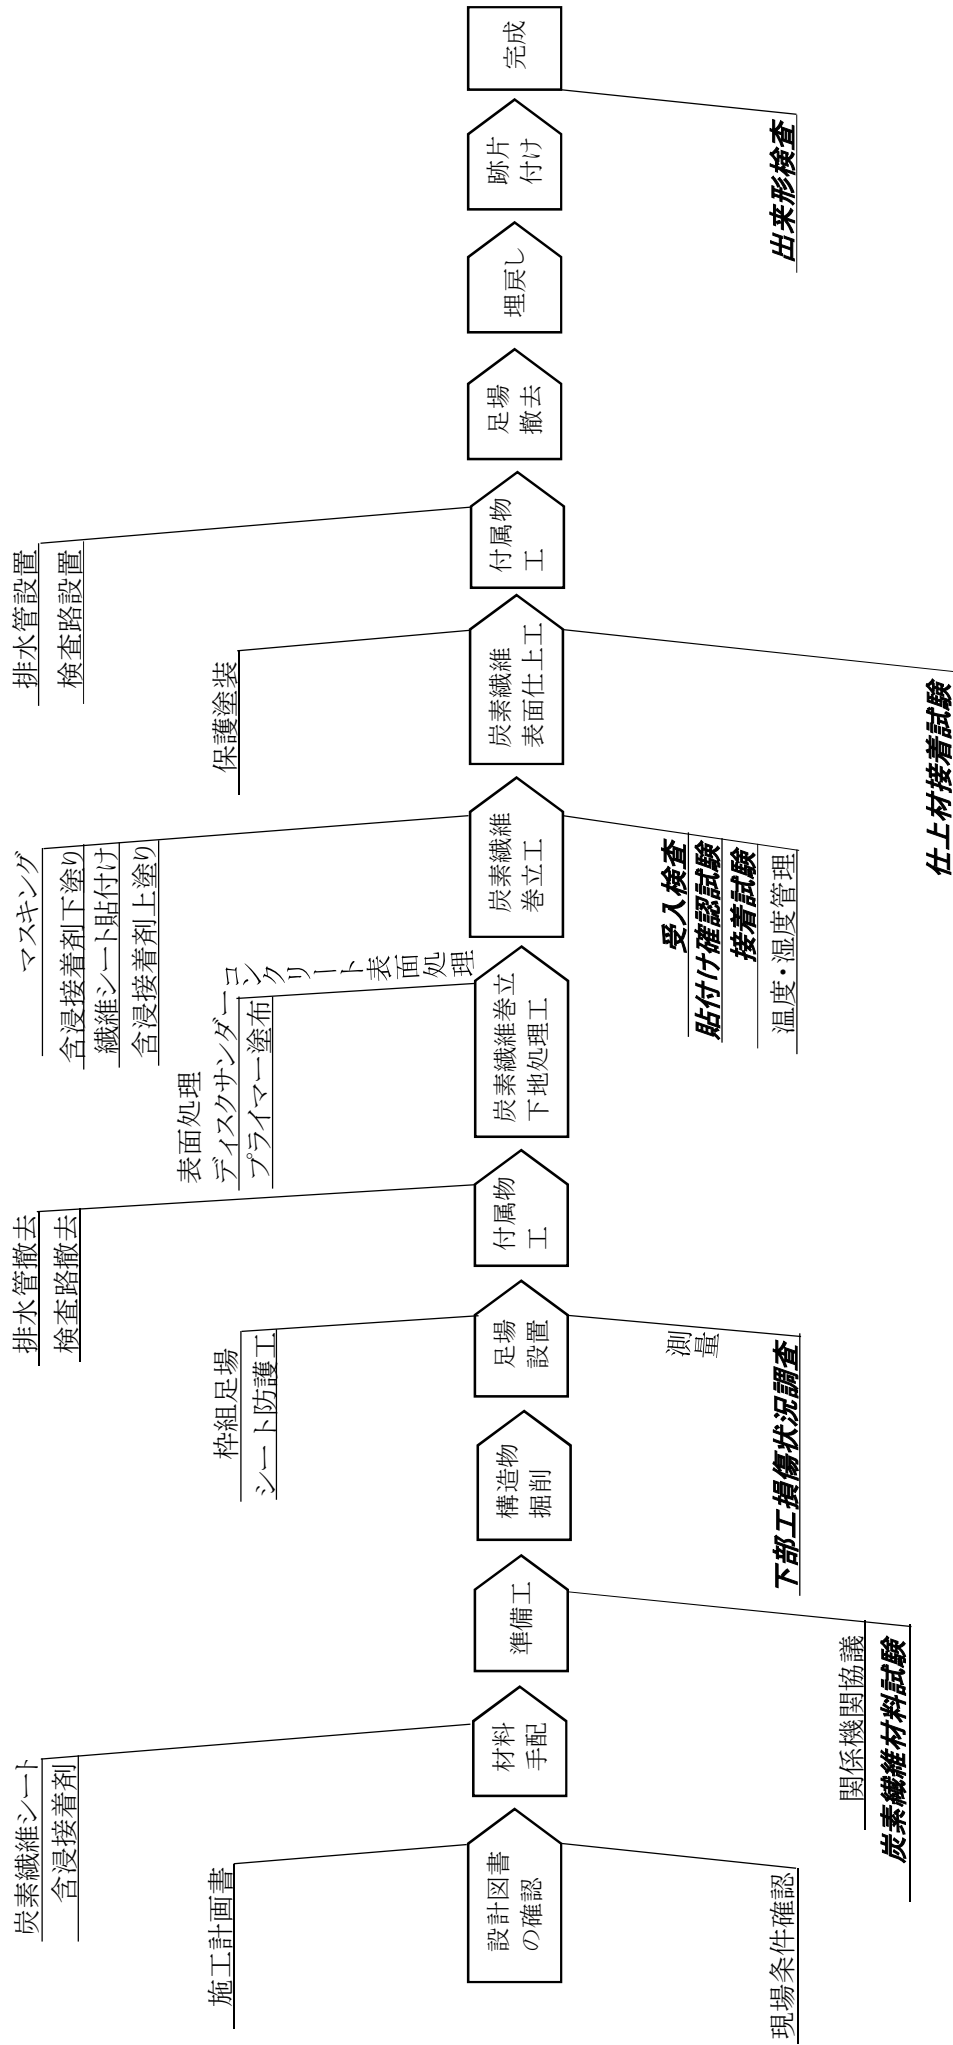 設計図書
の確認
施工計画書
現場条件確認
材料
手配
炭素繊維シート
含浸接着剤
準備工
関係機関協議
炭素繊維材料試験
構造物
掘削
足場
設置
枠組足場
シート防護工
測
量
下部工損傷状況調査
付属物
工
排水管撤去
検査路撤去
炭素繊維巻立
下地処理工
表面処理
ディスクサンダー
プライマー塗布
コンクリート表面処理
炭素繊維
巻立工
マスキング
含浸接着剤下塗り
繊維シート貼付け
含浸接着剤上塗り
受入検査
貼付け確認試験
接着試験
温度・湿度管理
炭素繊維
表面仕上工
保護塗装
仕上材接着試験
付属物
工
排水管設置
検査路設置
足場
撤去
埋戻し
跡片
付け
完成
出来形検査